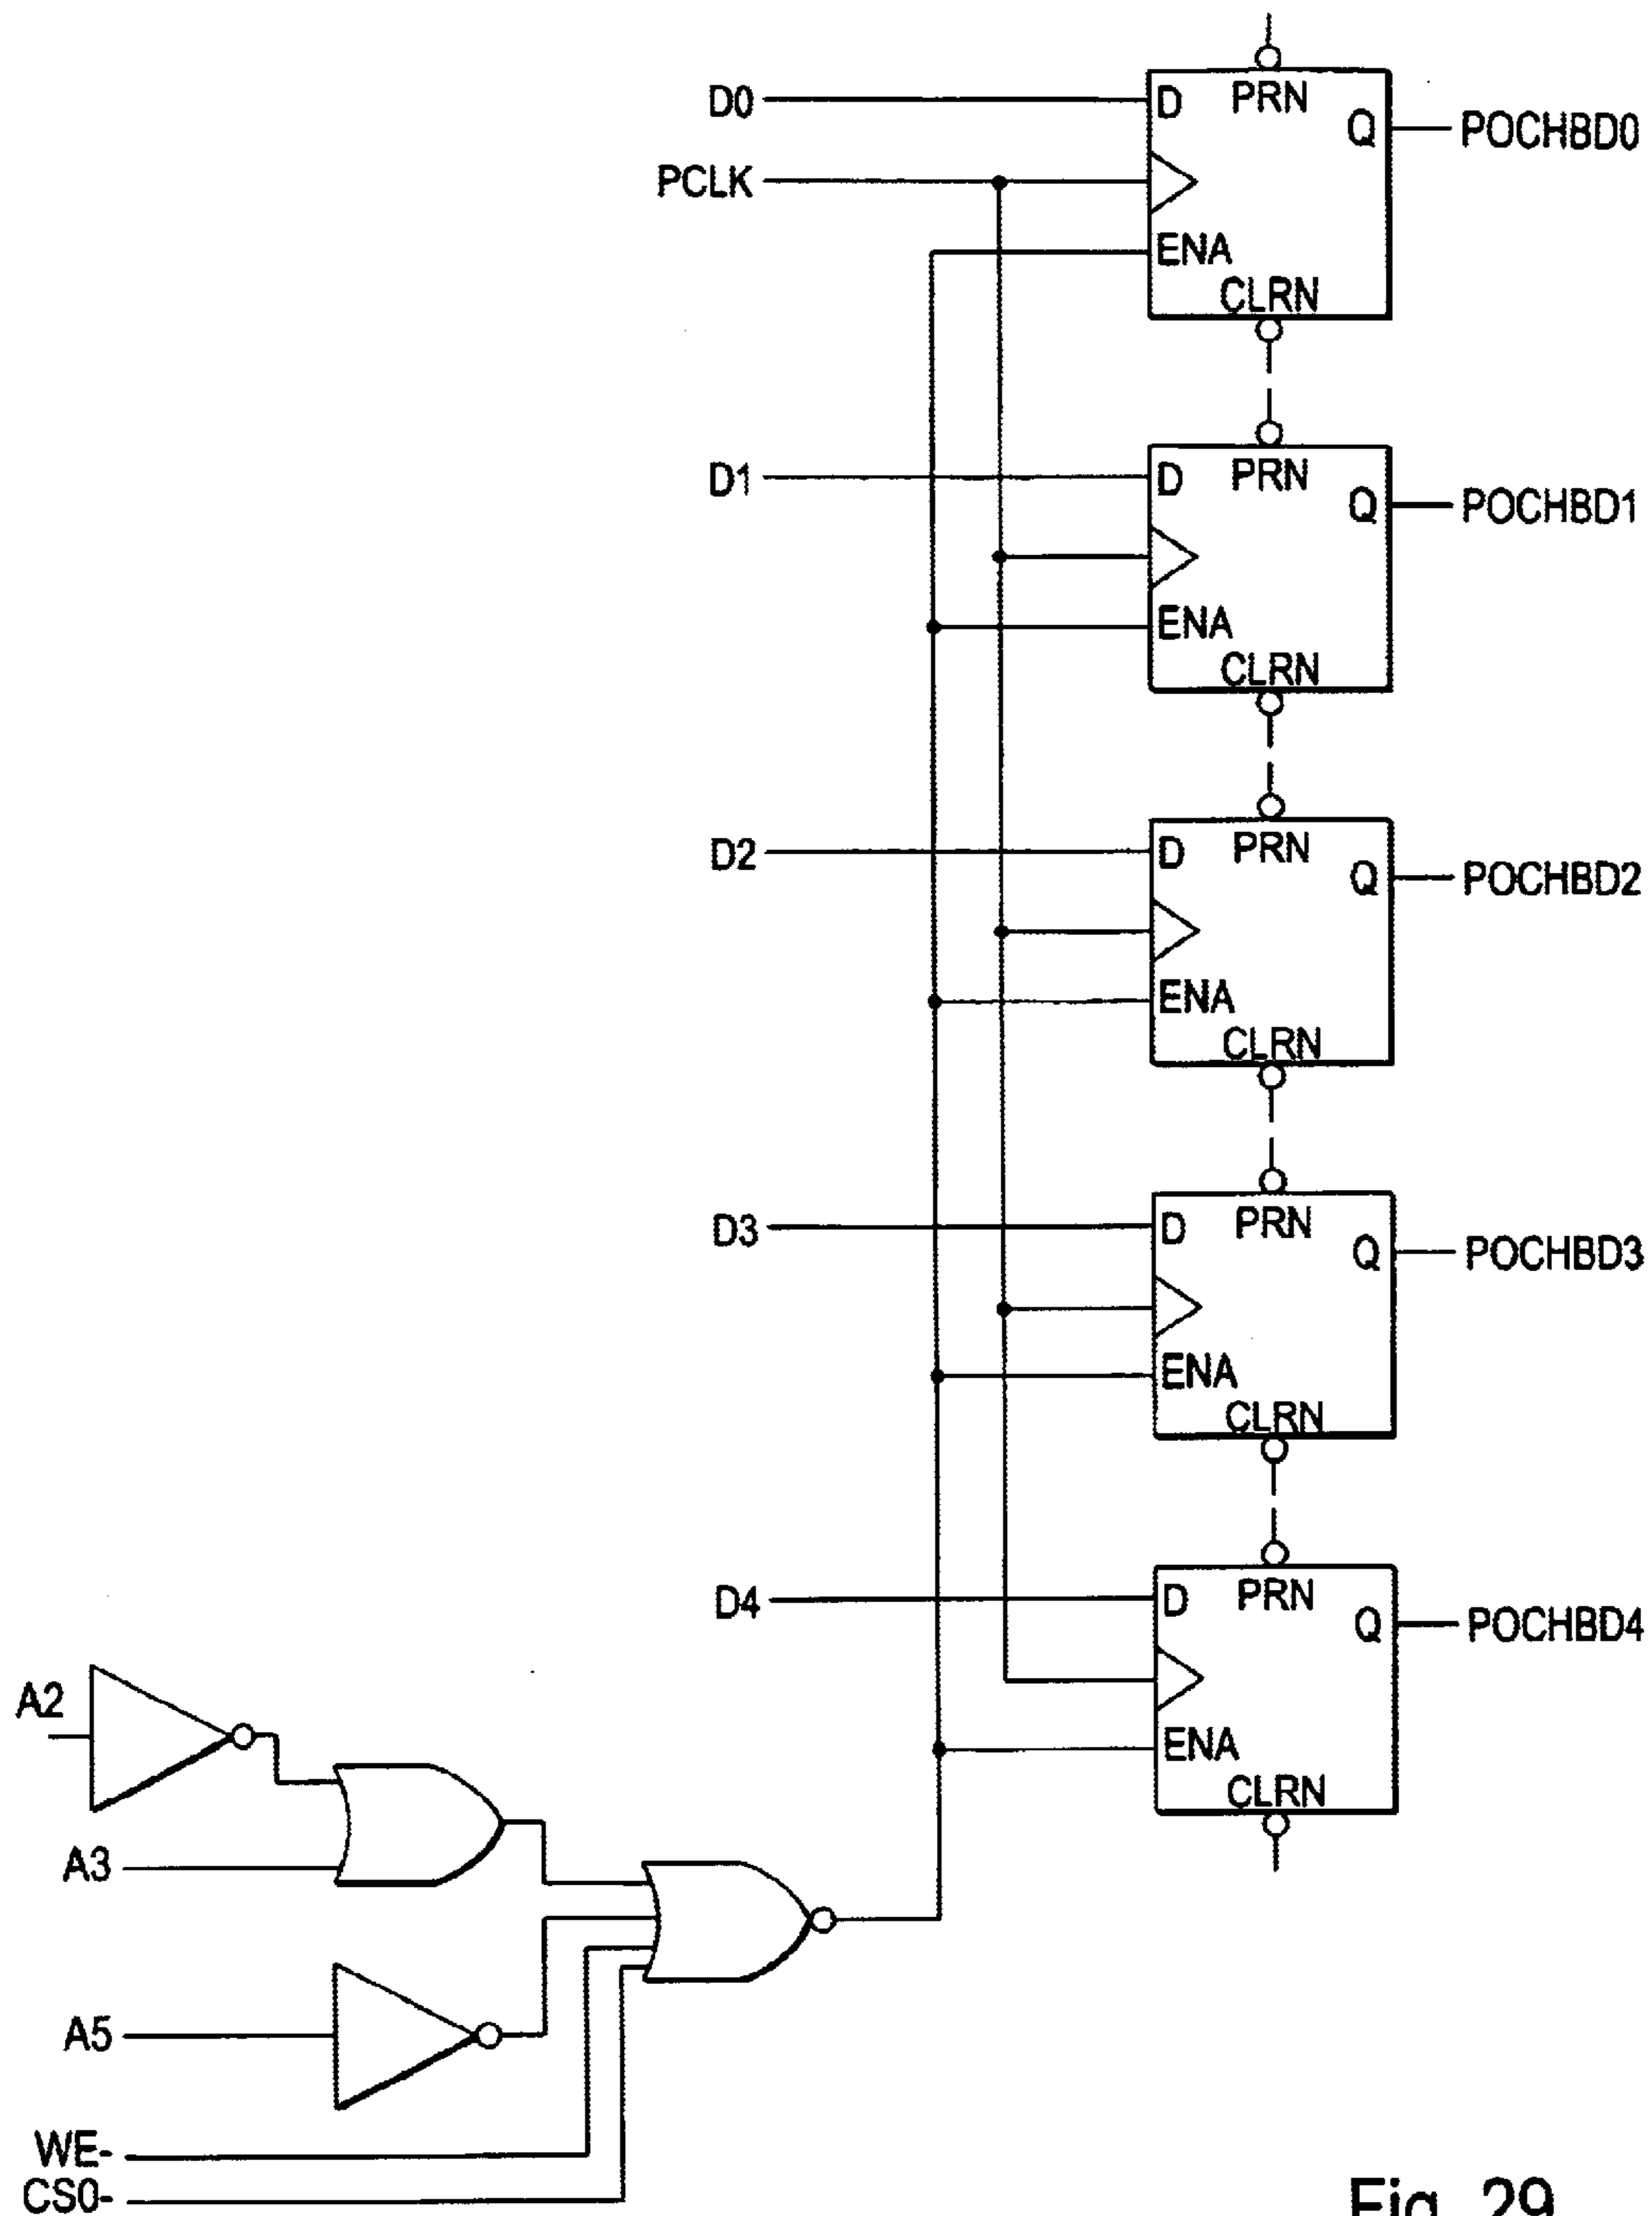 PRN
D0
D
Q
POCHBD0
PCLK
ENA
CLRN
PRN
D1
D
Q
POCHBD1
ENA
CLRN
PRN
D2
D
Q
POCHBD2
ENA
CLRN
PRN
D3
D
Q
POCHBD3
ENA
CLRN
PRN
D4
D
Q
POCHBD4
ENA
CLRN
A2
A3
A5
WE-
CS0-
Fig. 29